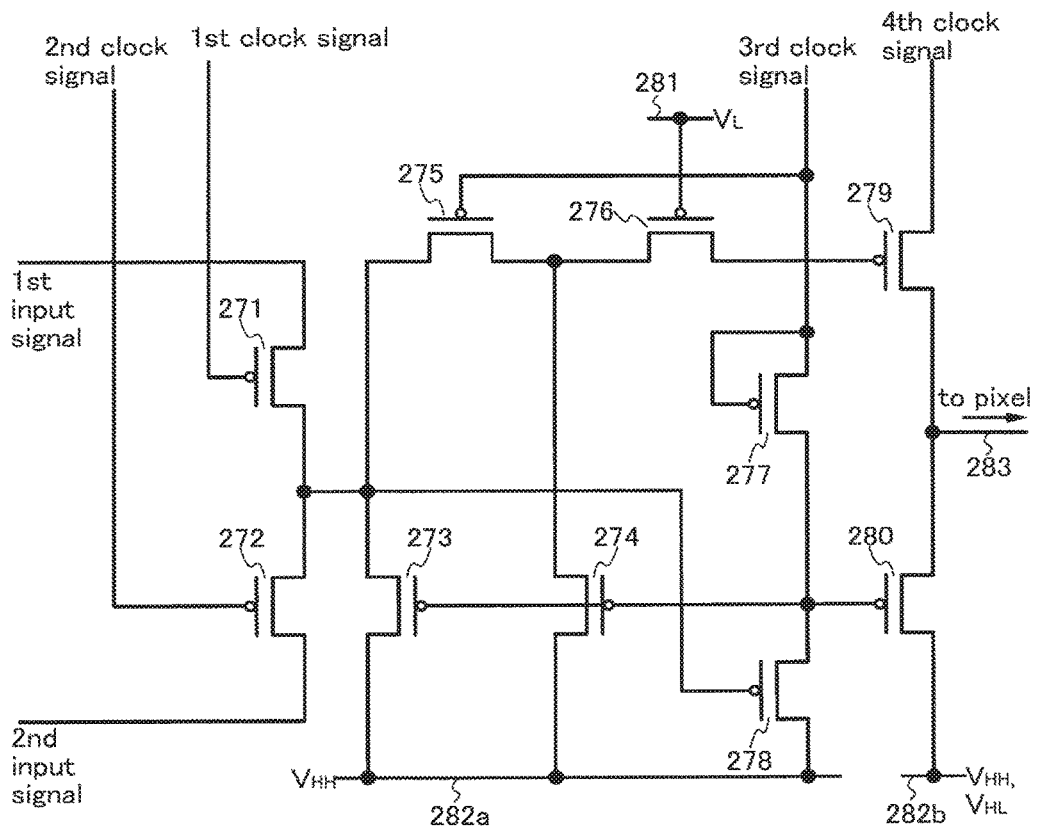 2nd clock
signal
1st clock signal
3rd clock
signal
4th clock
signal
281
VL
275
276
279
1st
input
signal
271
to pixel
283
277
272
273
274
280
278
2nd
input
signal
VHH
282a
282b
VHH,
VHL